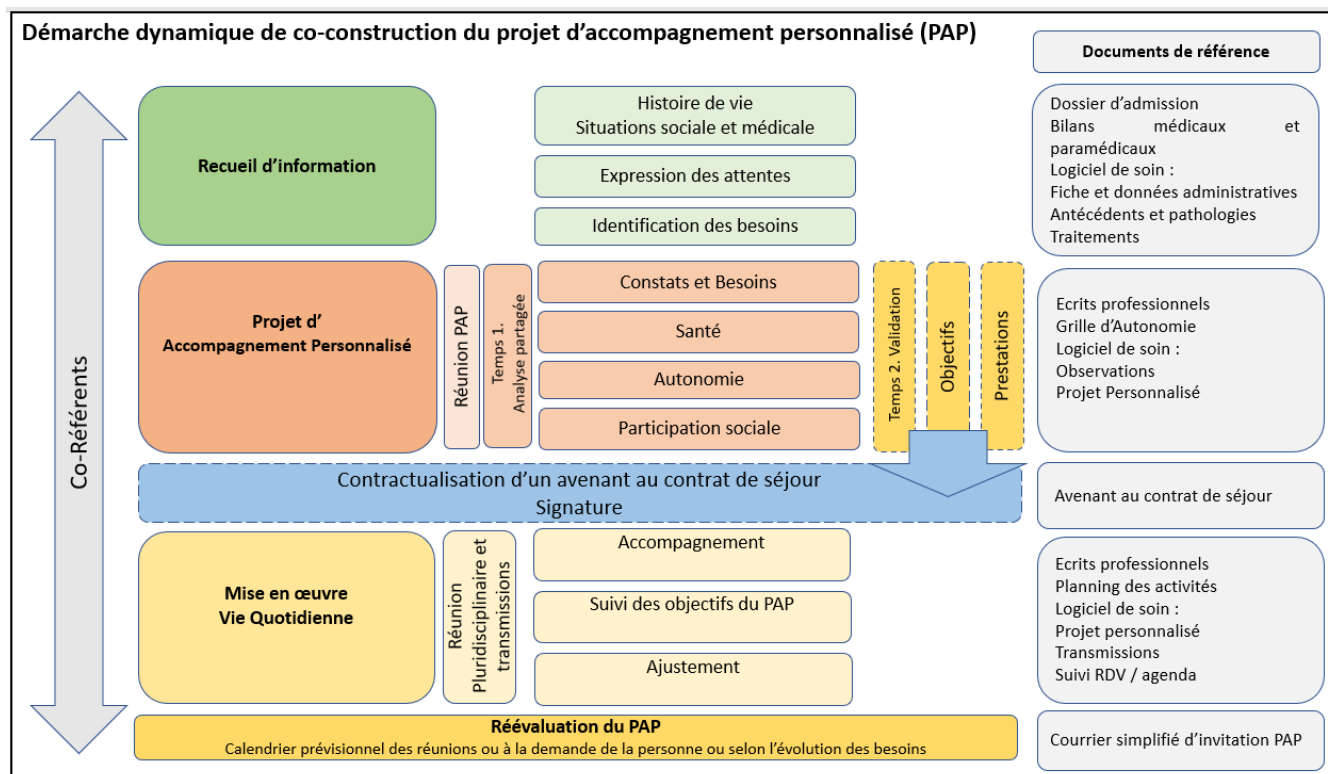 Démarche dynamique de co-construction du projet d'accompagnement personnalisé (PAP)
Documents de référence
Co-Référents
Recueil d'information
Histoire de vie
Situations sociale et médicale
Expression des attentes
Identification des besoins
Dossier d'admission
Bilans médicaux et
paramédicaux
Logiciel de soin :
Fiche et données administratives
Antécédents et pathologies
Traitements
Projet d'
Accompagnement Personnalisé
Réunion PAP
Temps 1.
Analyse partagée
Constats et Besoins
Santé
Autonomie
Participation sociale
Temps 2. Validation
Objectifs
Prestations
Ecrits professionnels
Grille d'Autonomie
Logiciel de soin :
Observations
Projet Personnalisé
Contractualisation d'un avenant au contrat de séjour
Signature
Avenant au contrat de séjour
Mise en œuvre
Vie Quotidienne
Réunion
Pluridisciplinaire et
transmissions
Accompagnement
Suivi des objectifs du PAP
Ajustement
Ecrits professionnels
Planning des activités
Logiciel de soin :
Projet personnalisé
Transmissions
Suivi RDV / agenda
Réévaluation du PAP
Calendrier prévisionnel des réunions ou à la demande de la personne ou selon l'évolution des besoins
Courrier simplifié d'invitation PAP